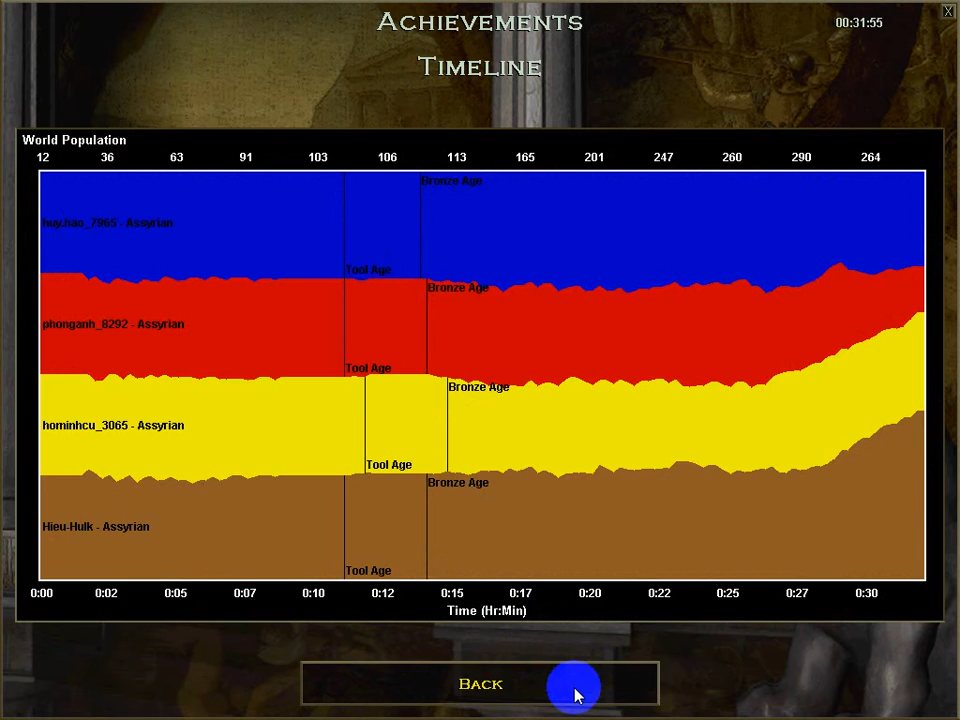 ACHIEVEMENTS
00:31:55
X
TIMELINE
World Population
12 36 63 91 103 106 113 165 201 247 260 290 264
Bronze Age
huy.hao_7965 - Assyrian
Tool Age
Bronze Age
phonganh_8292 - Assyrian
Tool Age
Bronze Age
hominhcu_3065 - Assyrian
Tool Age
Bronze Age
Hieu-Hulk - Assyrian
Tool Age
0:00 0:02 0:05 0:07 0:10 0:12 0:15 0:17 0:20 0:22 0:25 0:27 0:30
Time (Hr:Min)
BACK